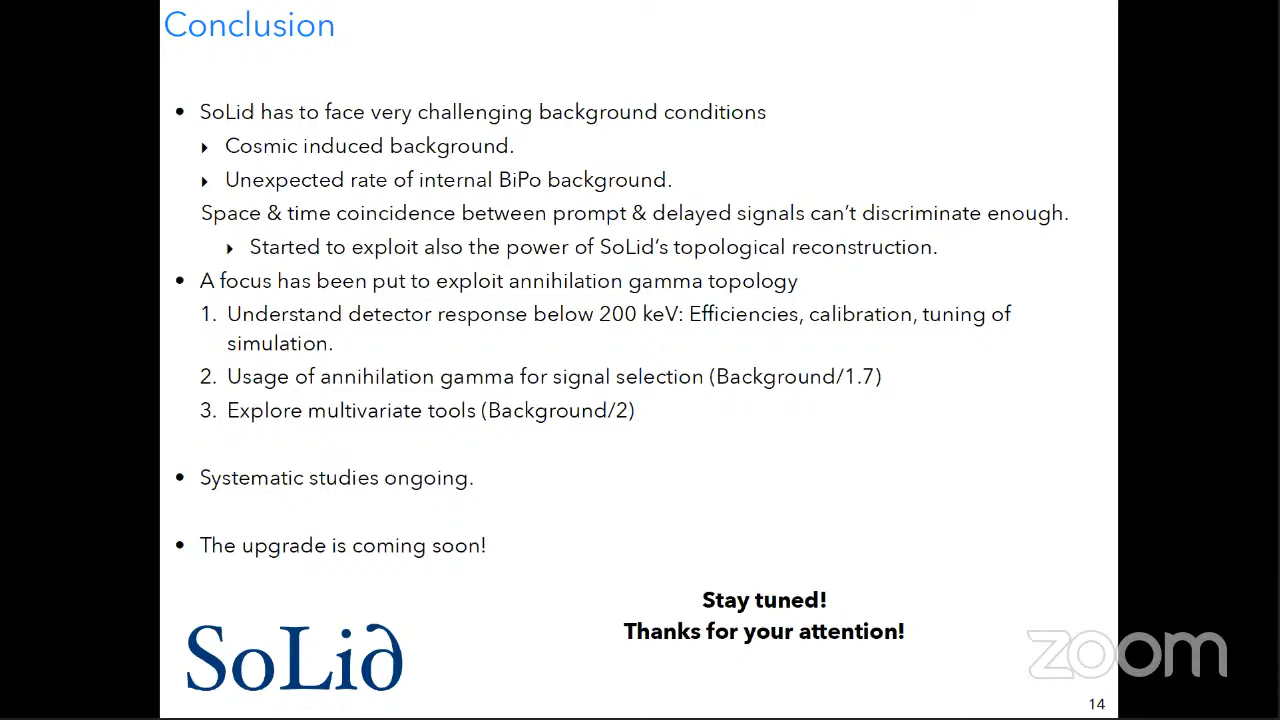 Conclusion
• SoLid has to face very challenging background conditions
‣ Cosmic induced background.
‣ Unexpected rate of internal BiPo background.
Space & time coincidence between prompt & delayed signals can’t discriminate enough.
‣ Started to exploit also the power of SoLid’s topological reconstruction.
• A focus has been put to exploit annihilation gamma topology
1. Understand detector response below 200 keV: Efficiencies, calibration, tuning of
simulation.
2. Usage of annihilation gamma for signal selection (Background/1.7)
3. Explore multivariate tools (Background/2)
• Systematic studies ongoing.
• The upgrade is coming soon!
Stay tuned!
Thanks for your attention!
SoLid
zoom
14